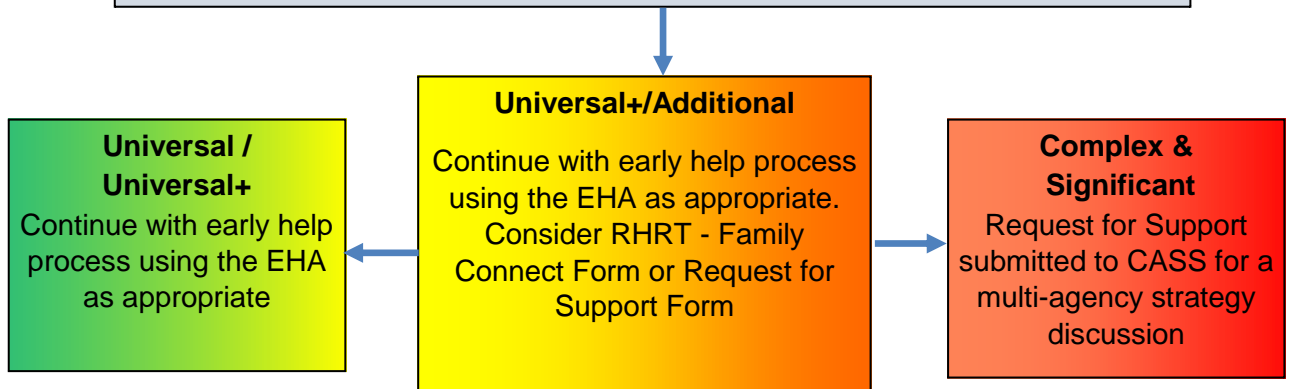 Universal /
Universal+
Continue with early help
process using the EHA
as appropriate
Universal+/Additional
Continue with early help process
using the EHA as appropriate.
Consider RHRT - Family
Connect Form or Request for
Support Form
Complex &
Significant
Request for Support
submitted to CASS for a
multi-agency strategy
discussion